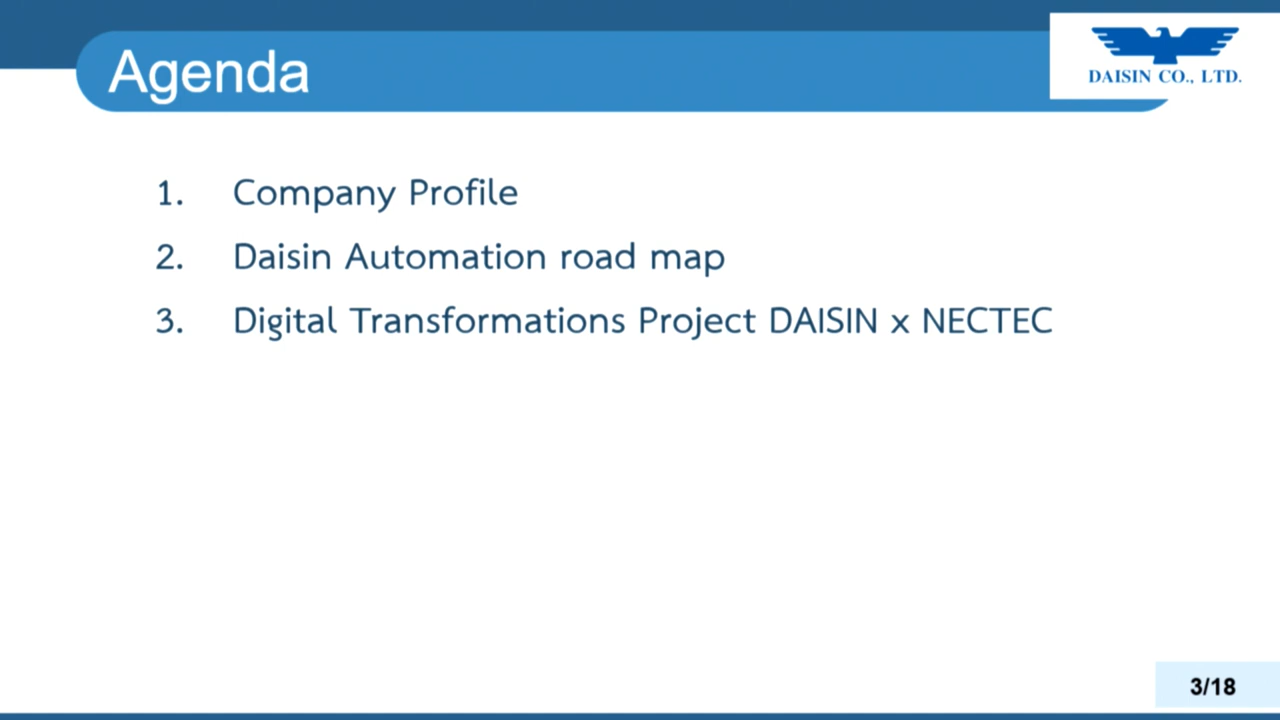 Agenda
DAISIN CO., LTD.
1. Company Profile
2. Daisin Automation road map
3. Digital Transformations Project DAISIN x NECTEC
3/18